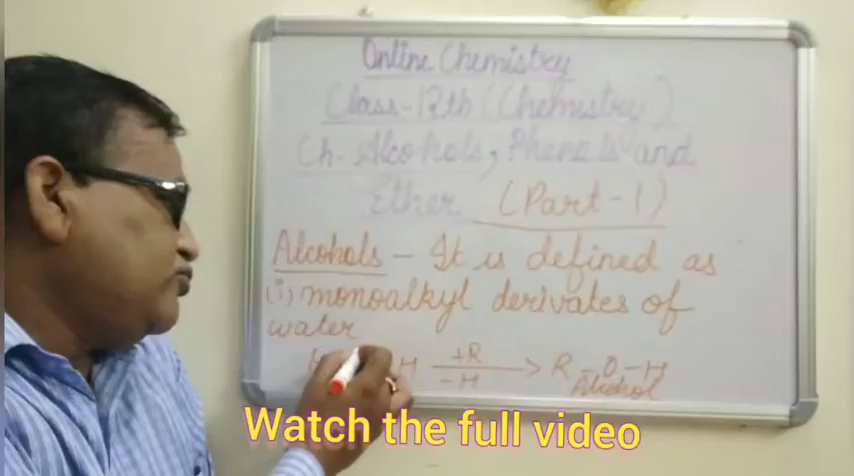 Online Chemistry
Class-12th (Chemistry)
Ch- Alcohols, Phenols and
Ether (Part-1)
Alcohols - It is defined as
(i) monoalkyl derivates of
water
H +R / -H > R - O - H
Alcohol
Watch the full video